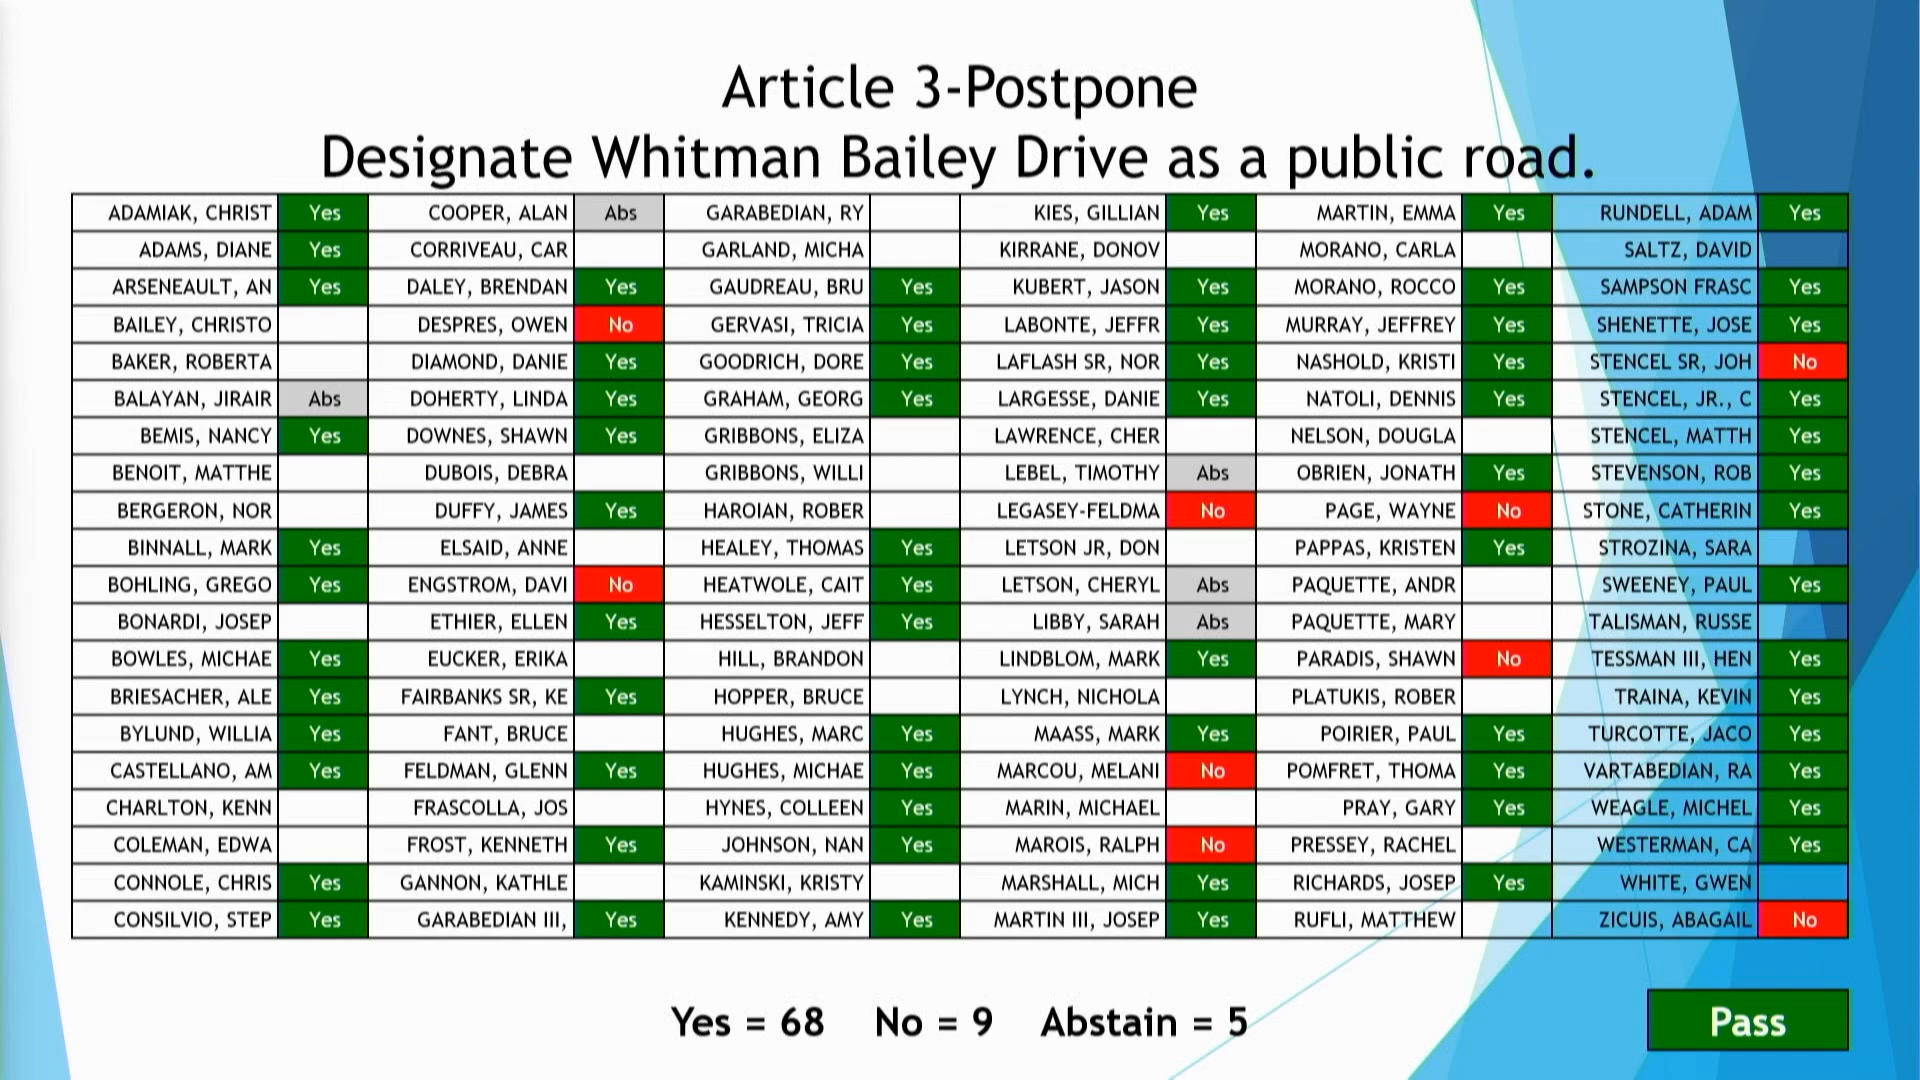 Article 3-Postpone
Designate Whitman Bailey Drive as a public road.
ADAMIAK, CHRIST Yes COOPER, ALAN Abs GARABEDIAN, RY KIES, GILLIAN Yes MARTIN, EMMA Yes RUNDELL, ADAM Yes
ADAMS, DIANE Yes CORRIVEAU, CAR GARLAND, MICHA KIRRANE, DONOV MORANO, CARLA SALTZ, DAVID
ARSENEAULT, AN Yes DALEY, BRENDAN Yes GAUDREAU, BRU Yes KUBERT, JASON Yes MORANO, ROCCO Yes SAMPSON FRASC Yes
BAILEY, CHRISTO DESPRES, OWEN No GERVASI, TRICIA Yes LABONTE, JEFFR Yes MURRAY, JEFFREY Yes SHENETTE, JOSE Yes
BAKER, ROBERTA DIAMOND, DANIE Yes GOODRICH, DORE Yes LAFLASH SR, NOR Yes NASHOLD, KRISTI Yes STENCEL SR, JOH No
BALAYAN, JIRAIR Abs DOHERTY, LINDA Yes GRAHAM, GEORG Yes LARGESSE, DANIE Yes NATOLI, DENNIS Yes STENCEL, JR., C Yes
BEMIS, NANCY Yes DOWNES, SHAWN Yes GRIBBONS, ELIZA LAWRENCE, CHER NELSON, DOUGLA STENCEL, MATTH Yes
BENOIT, MATTHE DUBOIS, DEBRA GRIBBONS, WILLI LEBEL, TIMOTHY Abs OBRIEN, JONATH Yes STEVENSON, ROB Yes
BERGERON, NOR DUFFY, JAMES Yes HAROIAN, ROBER LEGASEY-FELDMA No PAGE, WAYNE No STONE, CATHERIN Yes
BINNALL, MARK Yes ELSAID, ANNE HEALEY, THOMAS Yes LETSON JR, DON PAPPAS, KRISTEN Yes STROZINA, SARA
BOHLING, GREGO Yes ENGSTROM, DAVI No HEATWOLE, CAIT Yes LETSON, CHERYL Abs PAQUETTE, ANDR SWEENEY, PAUL Yes
BONARDI, JOSEP ETHIER, ELLEN Yes HESSELTON, JEFF Yes LIBBY, SARAH Abs PAQUETTE, MARY TALISMAN, RUSSE
BOWLES, MICHAE Yes EUCKER, ERIKA HILL, BRANDON LINDBLOM, MARK Yes PARADIS, SHAWN No TESSMAN III, HEN Yes
BRIESACHER, ALE Yes FAIRBANKS SR, KE Yes HOPPER, BRUCE LYNCH, NICHOLA PLATUKIS, ROBER TRAINA, KEVIN Yes
BYLUND, WILLIA Yes FANT, BRUCE HUGHES, MARC Yes MAASS, MARK Yes POIRIER, PAUL Yes TURCOTTE, JACO Yes
CASTELLANO, AM Yes FELDMAN, GLENN Yes HUGHES, MICHAE Yes MARCOU, MELANI No POMFRET, THOMA Yes VARTABEDIAN, RA Yes
CHARLTON, KENN FRASCOLLA, JOS HYNES, COLLEEN Yes MARIN, MICHAEL PRAY, GARY Yes WEAGLE, MICHEL Yes
COLEMAN, EDWA FROST, KENNETH Yes JOHNSON, NAN Yes MAROIS, RALPH No PRESSEY, RACHEL WESTERMAN, CA Yes
CONNOLE, CHRIS Yes GANNON, KATHLE KAMINSKI, KRISTY MARSHALL, MICH Yes RICHARDS, JOSEP Yes WHITE, GWEN
CONSILVIO, STEP Yes GARABEDIAN III, Yes KENNEDY, AMY Yes MARTIN III, JOSEP Yes RUFLI, MATTHEW ZICUIS, ABAGAIL No
Yes = 68 No = 9 Abstain = 5
Pass